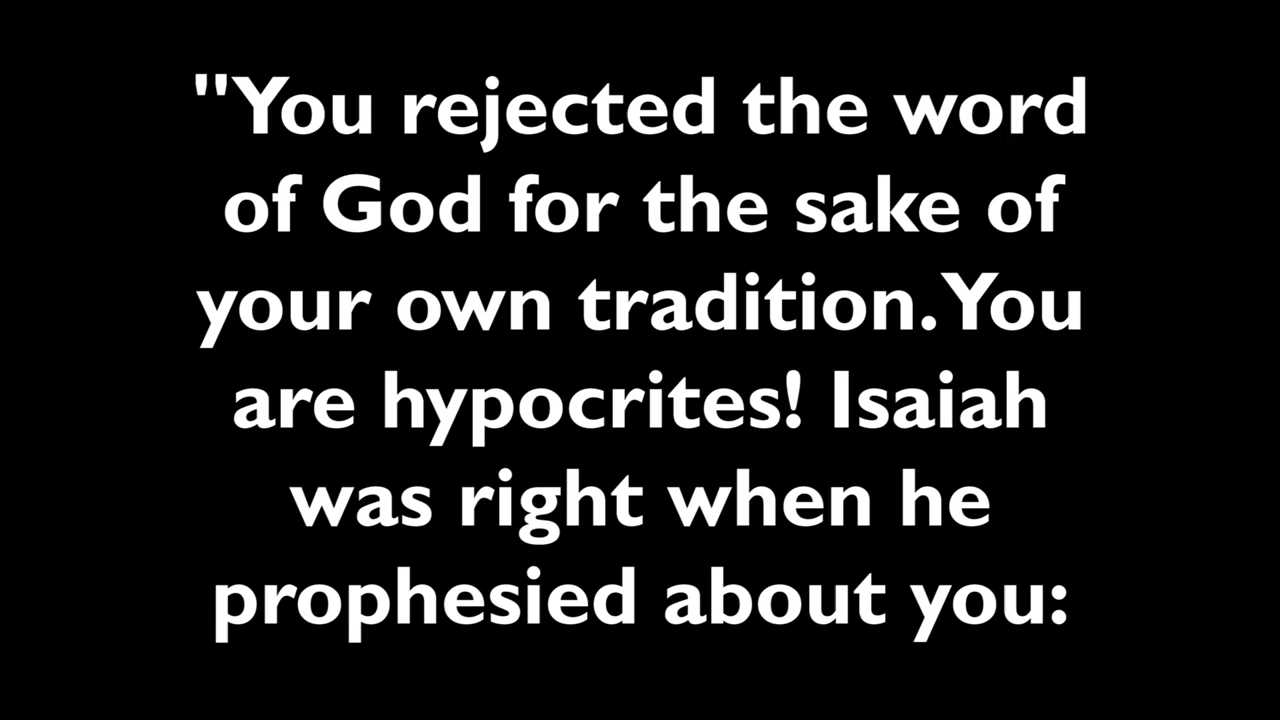 "You rejected the word
of God for the sake of
your own tradition. You
are hypocrites! Isaiah
was right when he
prophesied about you: